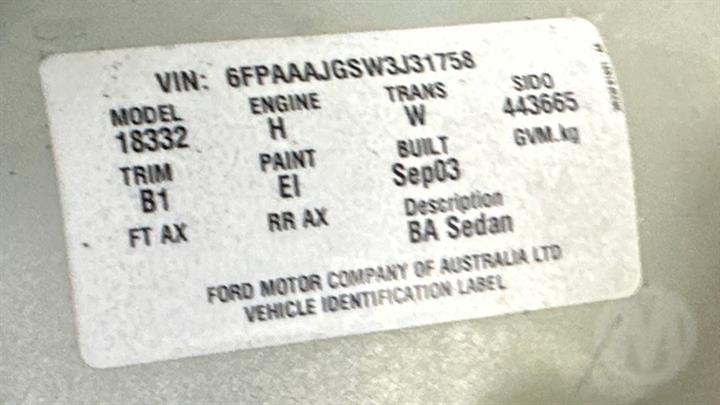 VIN: 6FPAAAJGSW3J31758
MODEL ENGINE TRANS SIDO
18332 H W 443665
TRIM PAINT BUILT GVM.kg
B1 EI Sep03
FT AX RR AX Description
BA Sedan
FORD MOTOR COMPANY OF AUSTRALIA LTD
VEHICLE IDENTIFICATION LABEL
M